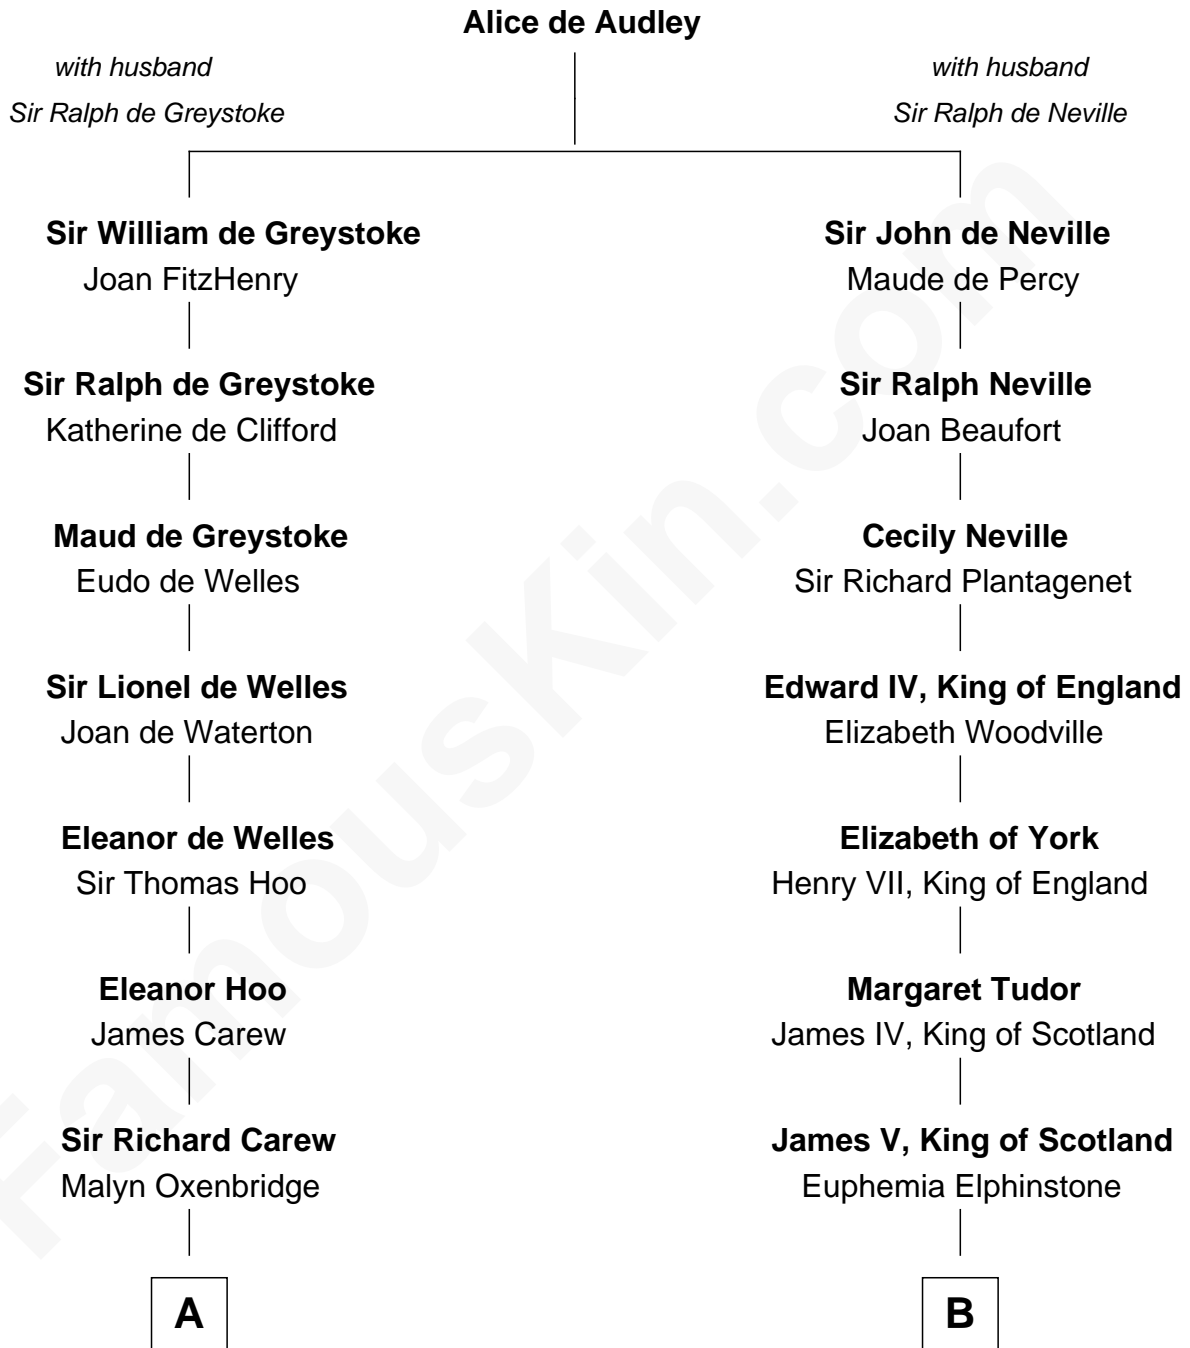 Alice de Audley
with husband
Sir Ralph de Greystoke
with husband
Sir Ralph de Neville
Sir William de Greystoke
Joan FitzHenry
Sir John de Neville
Maude de Percy
Sir Ralph de Greystoke
Katherine de Clifford
Sir Ralph Neville
Joan Beaufort
Maud de Greystoke
Eudo de Welles
Cecily Neville
Sir Richard Plantagenet
Sir Lionel de Welles
Joan de Waterton
Edward IV, King of England
Elizabeth Woodville
Eleanor de Welles
Sir Thomas Hoo
Elizabeth of York
Henry VII, King of England
Eleanor Hoo
James Carew
Margaret Tudor
James IV, King of Scotland
Sir Richard Carew
Malyn Oxenbridge
James V, King of Scotland
Euphemia Elphinstone
A
B
FamousKin.com